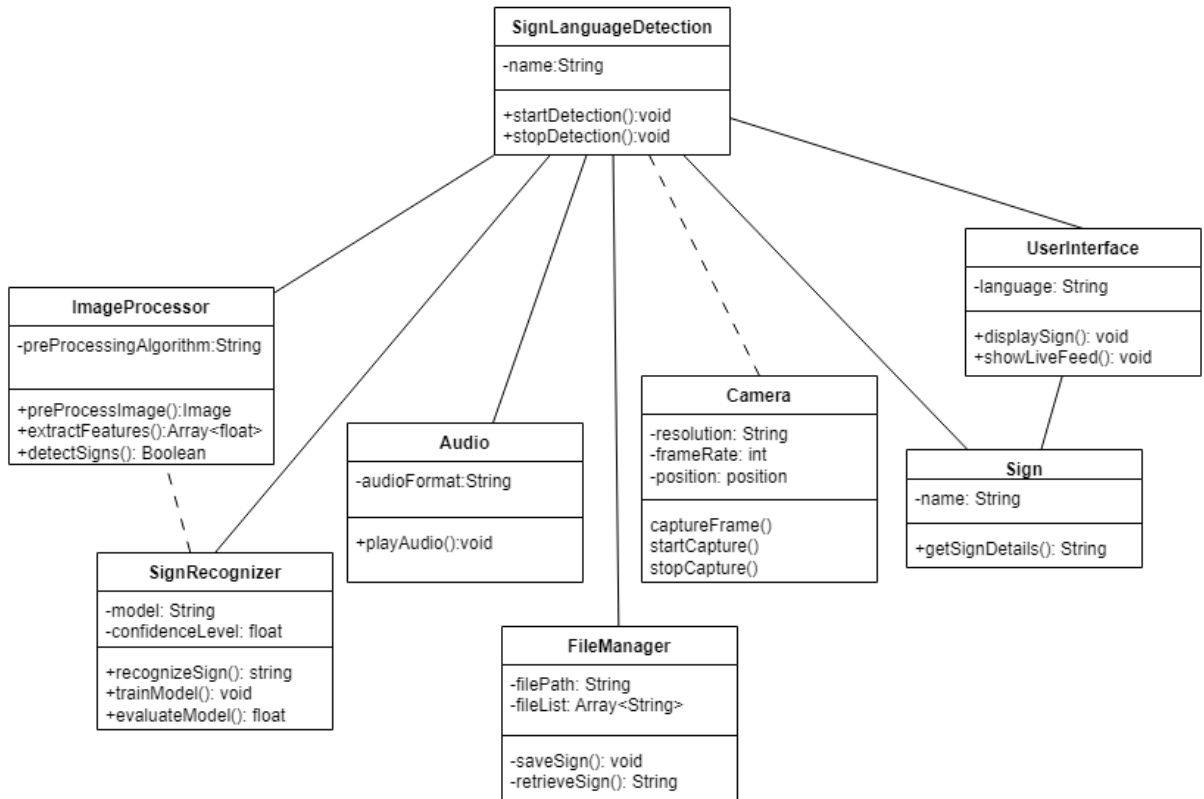 SignLanguageDetection
-name:String
+startDetection():void
+stopDetection():void
UserInterface
-language: String
+displaySign(): void
+showLiveFeed(): void
ImageProcessor
-preProcessingAlgorithm:String
+preProcessImage():Image
+extractFeatures():Array<float>
+detectSigns(): Boolean
Camera
-resolution: String
-frameRate: int
-position: position
captureFrame()
startCapture()
stopCapture()
Audio
-audioFormat:String
+playAudio():void
Sign
-name: String
+getSignDetails(): String
SignRecognizer
-model: String
-confidenceLevel: float
+recognizeSign(): string
+trainModel(): void
+evaluateModel(): float
FileManager
-filePath: String
-fileList: Array<String>
-saveSign(): void
-retrieveSign(): String